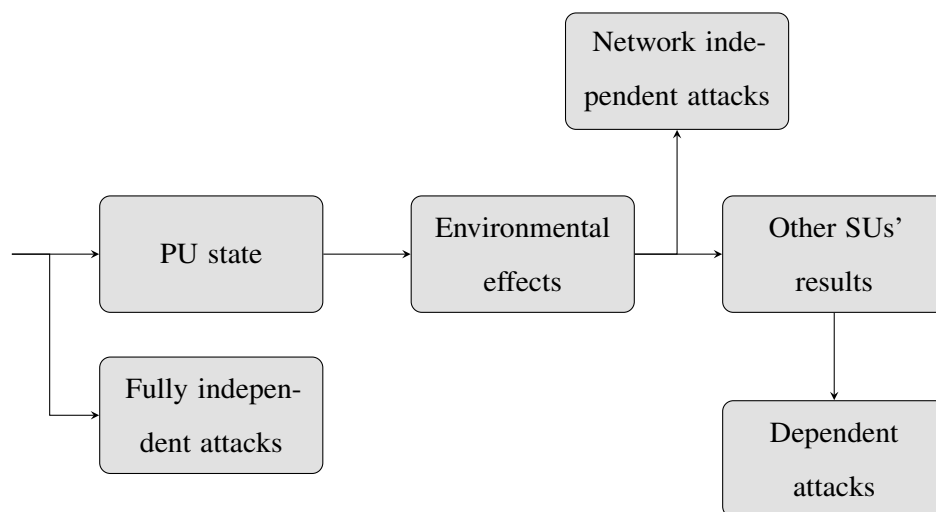 Network inde-
pendent attacks
PU state
Environmental
effects
Other SUs'
results
Fully indepen-
dent attacks
Dependent
attacks